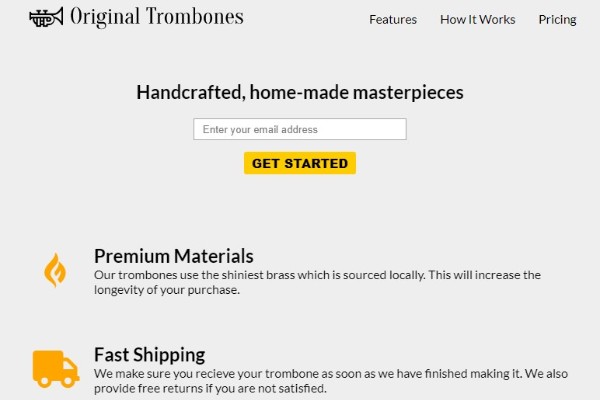 Original Trombones
Features
How It Works
Pricing
Handcrafted, home-made masterpieces
Enter your email address
GET STARTED
Premium Materials
Our trombones use the shiniest brass which is sourced locally. This will increase the
longevity of your purchase.
Fast Shipping
We make sure you recieve your trombone as soon as we have finished making it. We also
provide free returns if you are not satisfied.